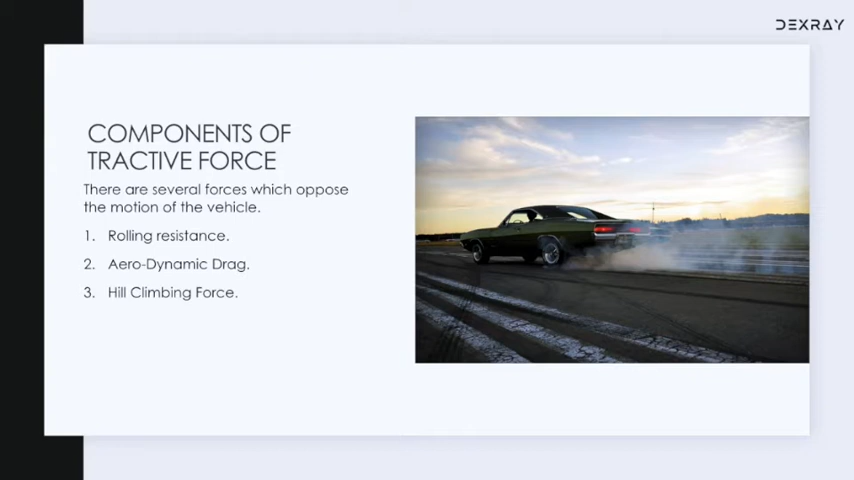 DEXRAY
COMPONENTS OF
TRACTIVE FORCE
There are several forces which oppose
the motion of the vehicle.
1. Rolling resistance.
2. Aero-Dynamic Drag.
3. Hill Climbing Force.